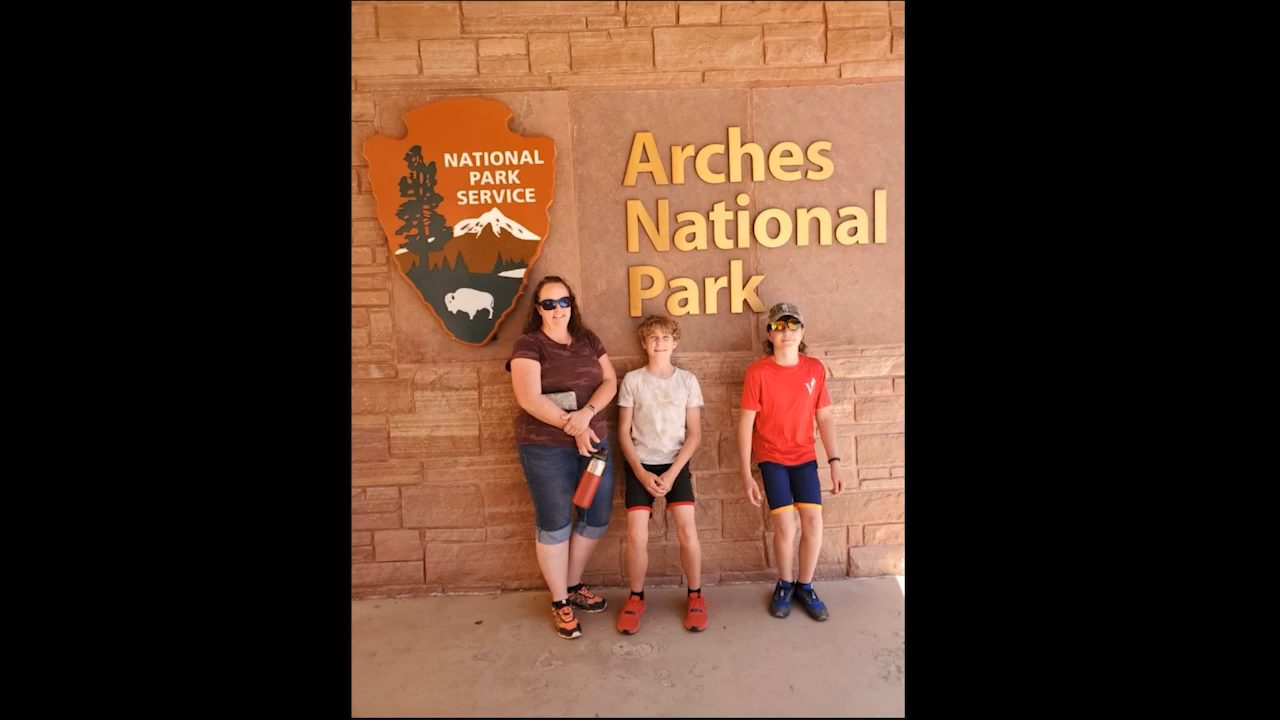 NATIONAL
PARK
SERVICE
Arches
National
Park